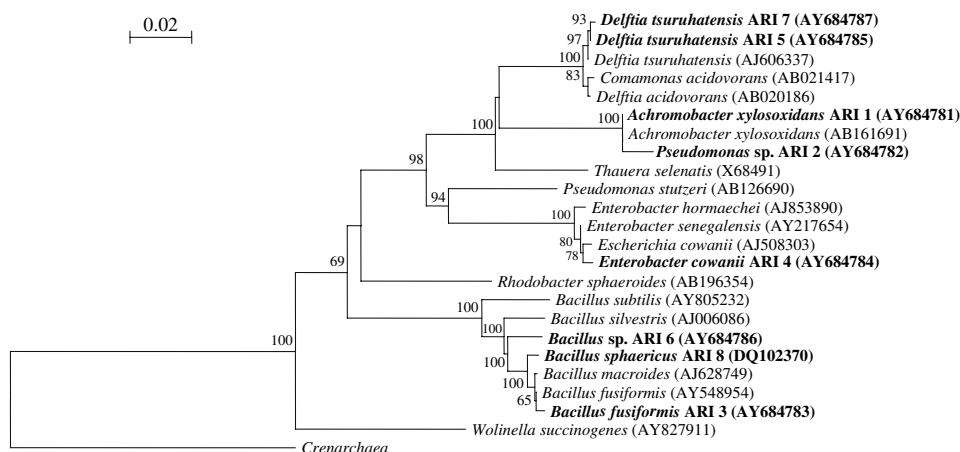 0.02
93
Delftia tsuruhatensis ARI 7 (AY684787)
97
Delftia tsuruhatensis ARI 5 (AY684785)
100
Delftia tsuruhatensis (AJ606337)
83
Comamonas acidovorans (AB021417)
Delftia acidovorans (AB020186)
Achromobacter xylosoxidans ARI 1 (AY684781)
100
100
Achromobacter xylosoxidans (AB161691)
Pseudomonas sp. ARI 2 (AY684782)
98
Thauera selenatis (X68491)
Pseudomonas stutzeri (AB126690)
94
100
Enterobacter hormaechei (AJ853890)
Enterobacter senegalensis (AY217654)
80
Escherichia cowanii (AJ508303)
78
Enterobacter cowanii ARI 4 (AY684784)
69
Rhodobacter sphaeroides (AB196354)
100
Bacillus subtilis (AY805232)
Bacillus silvestris (AJ006086)
100
100
Bacillus sp. ARI 6 (AY684786)
100
Bacillus sphaericus ARI 8 (DQ102370)
100
Bacillus macroides (AJ628749)
65
Bacillus fusiformis (AY548954)
Bacillus fusiformis ARI 3 (AY684783)
Wolinella succinogenes (AY827911)
Crenarchaea